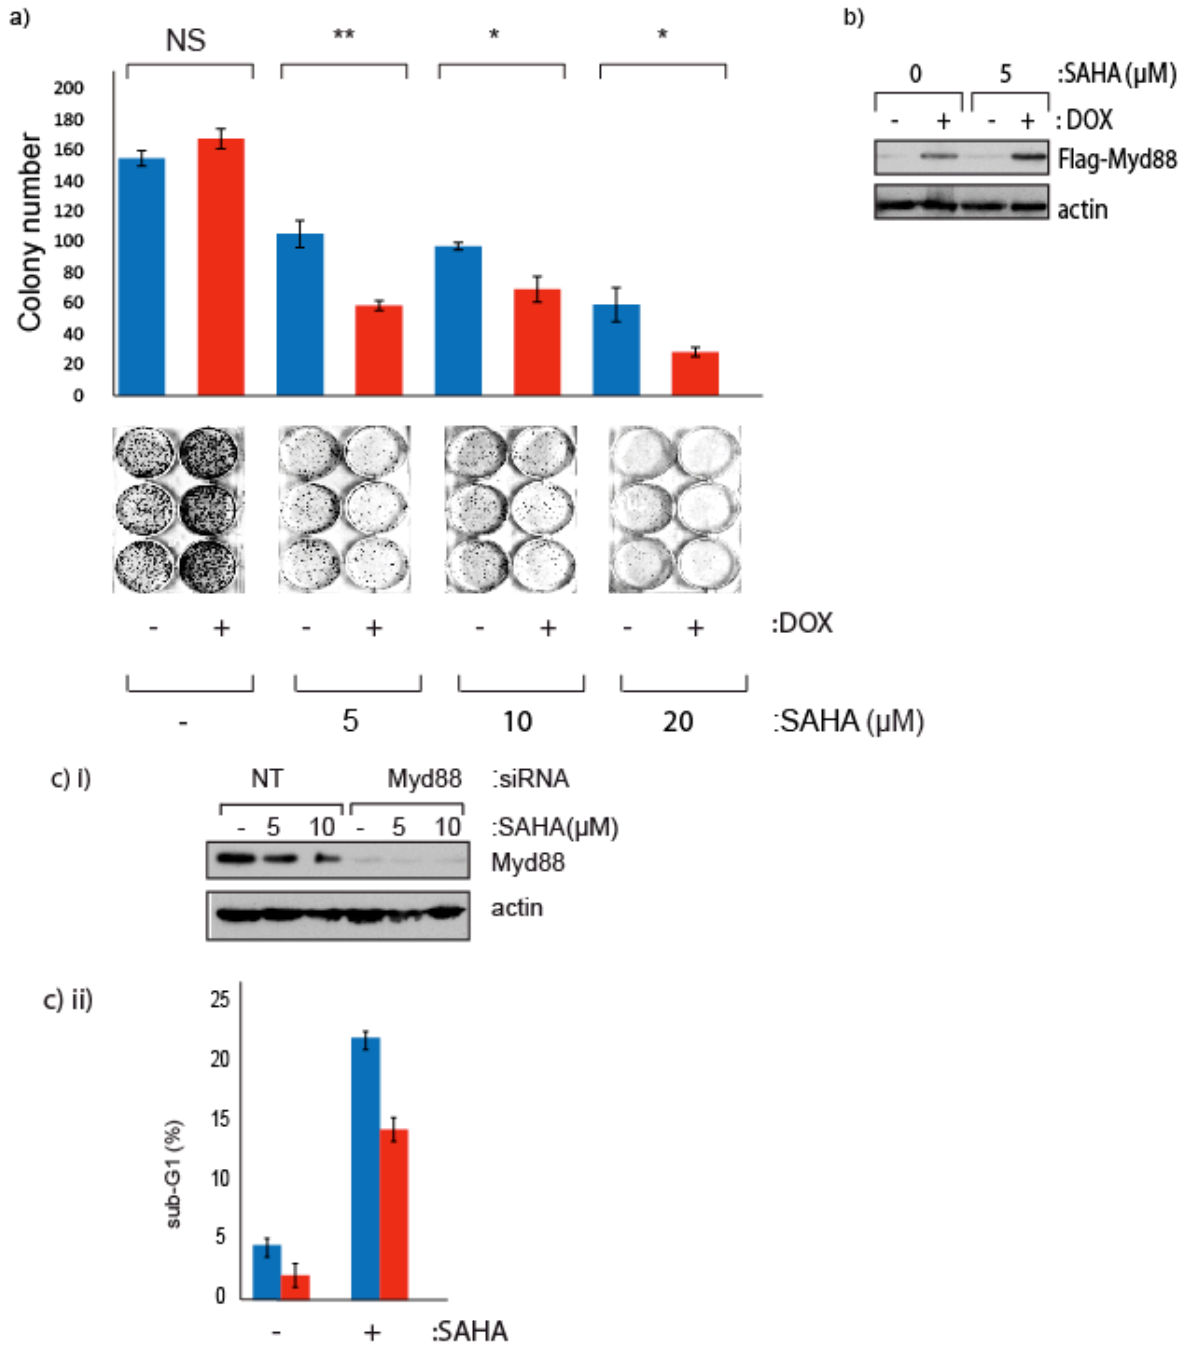 a)
NS ** * *
200
180
160
140
120
100
80
60
40
20
0
Colony number
- + - + - + - + :DOX
- 5 10 20 :SAHA (µM)
b)
0 5 :SAHA (µM)
- + - + : DOX
Flag-Myd88
actin
c) i)
NT Myd88 :siRNA
- 5 10 - 5 10 :SAHA(µM)
Myd88
actin
c) ii)
25
20
15
10
5
0
sub-G1 (%)
- + :SAHA